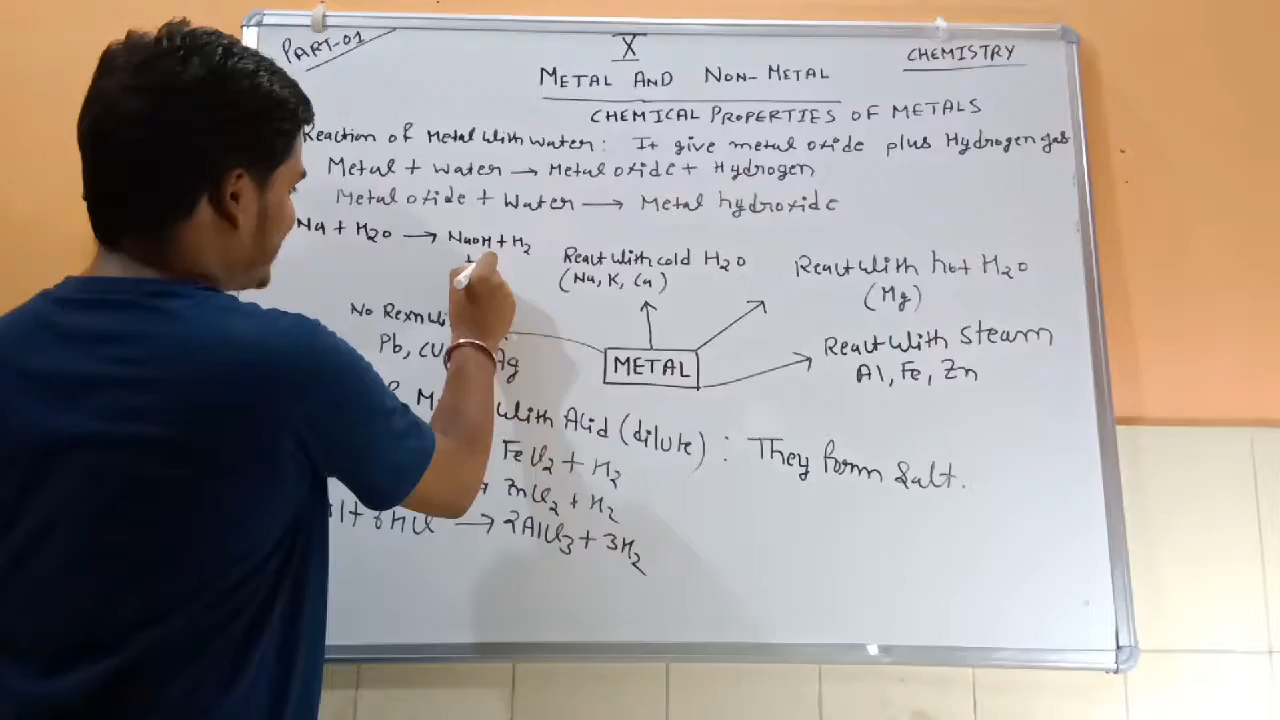 PART-01
X
CHEMISTRY
METAL AND NON-METAL
CHEMICAL PROPERTIES OF METALS
Reaction of Metal with water: It give metal oxide plus Hydrogen gas
Metal + water → Metal oxide + Hydrogen
Metal oxide + Water → Metal hydroxide
Na + H2O → NaOH + H2
+
React with cold H2O
(Na, K, Ca)
React with hot H2O
(Mg)
No Rexn
Pb, Cu
METAL
React with Steam
Al, Fe, Zn
with Acid (dilute) : They form Salt.
FeCl2 + H2
ZnCl2 + H2
+ 6HCl → 2AlCl3 + 3H2